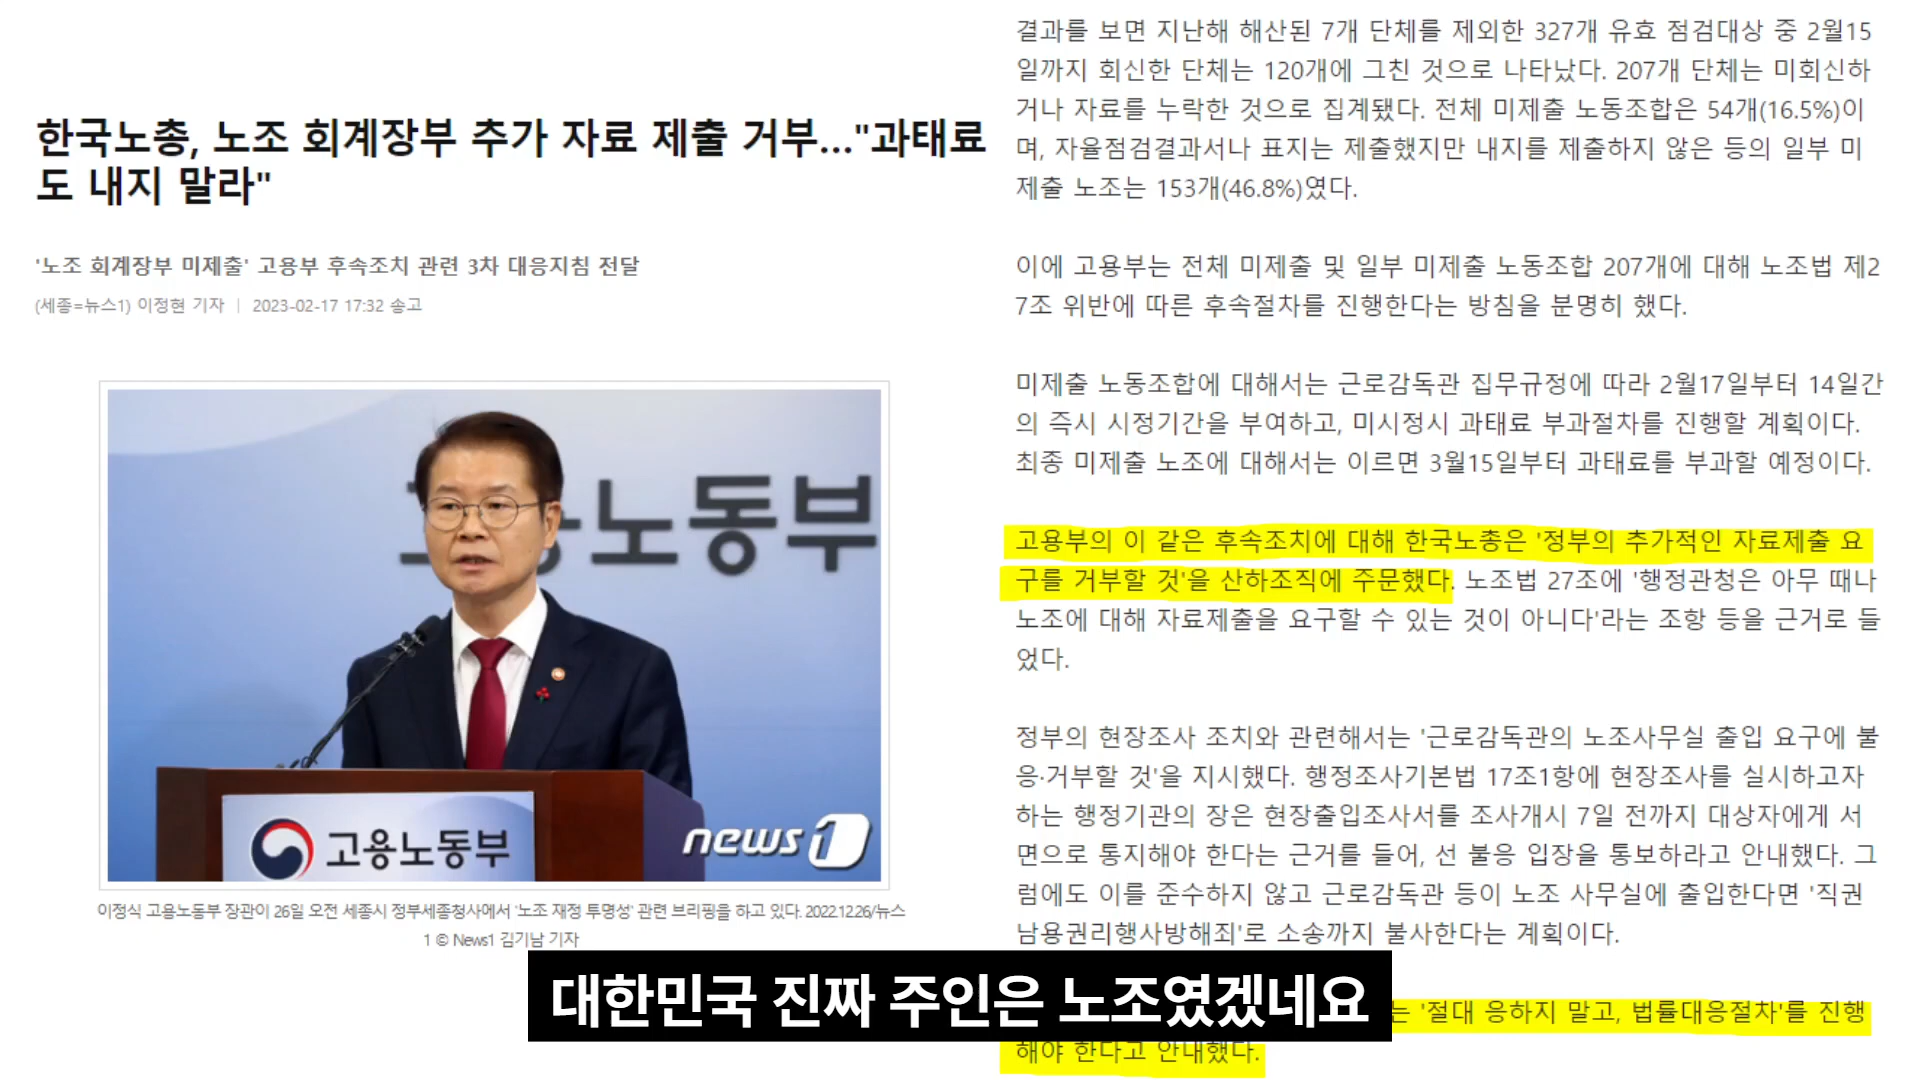 한국노총, 노조 회계장부 추가 자료 제출 거부..."과태료
도 내지 말라"
'노조 회계장부 미제출' 고용부 후속조치 관련 3차 대응지침 전달
(세종=뉴스1) 이정현 기자 | 2023-02-17 17:32 송고
고용노동부
고용노동부
news1
이정식 고용노동부 장관이 26일 오전 세종시 정부세종청사에서 '노조 재정 투명성' 관련 브리핑을 하고 있다. 2022.12.26/뉴스
1 © News1 김기남 기자
결과를 보면 지난해 해산된 7개 단체를 제외한 327개 유효 점검대상 중 2월15
일까지 회신한 단체는 120개에 그친 것으로 나타났다. 207개 단체는 미회신하
거나 자료를 누락한 것으로 집계됐다. 전체 미제출 노동조합은 54개(16.5%)이
며, 자율점검결과서나 표지는 제출했지만 내지를 제출하지 않은 등의 일부 미
제출 노조는 153개(46.8%)였다.
이에 고용부는 전체 미제출 및 일부 미제출 노동조합 207개에 대해 노조법 제2
7조 위반에 따른 후속절차를 진행한다는 방침을 분명히 했다.
미제출 노동조합에 대해서는 근로감독관 집무규정에 따라 2월17일부터 14일간
의 즉시 시정기간을 부여하고, 미시정시 과태료 부과절차를 진행할 계획이다.
최종 미제출 노조에 대해서는 이르면 3월15일부터 과태료를 부과할 예정이다.
고용부의 이 같은 후속조치에 대해 한국노총은 '정부의 추가적인 자료제출 요
구를 거부할 것'을 산하조직에 주문했다. 노조법 27조에 '행정관청은 아무 때나
노조에 대해 자료제출을 요구할 수 있는 것이 아니다'라는 조항 등을 근거로 들
었다.
정부의 현장조사 조치와 관련해서는 '근로감독관의 노조사무실 출입 요구에 불
응·거부할 것'을 지시했다. 행정조사기본법 17조1항에 현장조사를 실시하고자
하는 행정기관의 장은 현장출입조사서를 조사개시 7일 전까지 대상자에게 서
면으로 통지해야 한다는 근거를 들어, 선 불응 입장을 통보하라고 안내했다. 그
럼에도 이를 준수하지 않고 근로감독관 등이 노조 사무실에 출입한다면 '직권
남용권리행사방해죄'로 소송까지 불사한다는 계획이다.
는 '절대 응하지 말고, 법률대응절차'를 진행
해야 한다고 안내했다.
대한민국 진짜 주인은 노조였겠네요